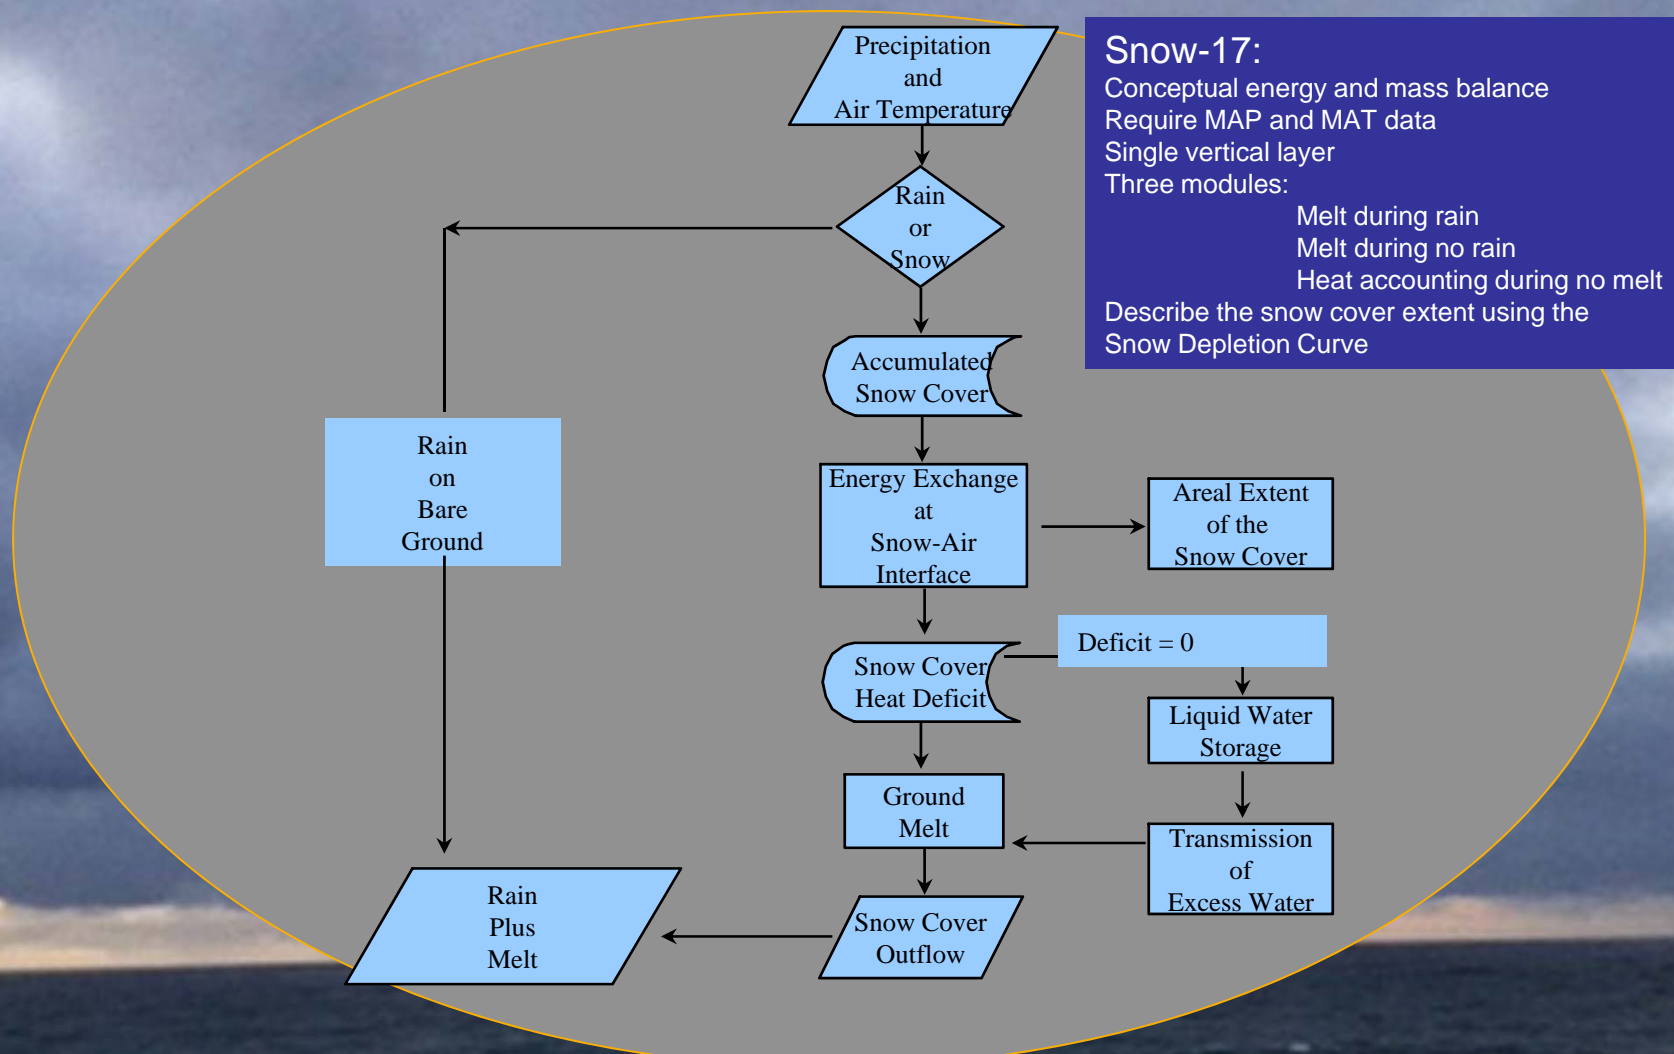 Precipitation
and
Air Temperature
Snow-17:
Conceptual energy and mass balance
Require MAP and MAT data
Single vertical layer
Three modules:
Melt during rain
Melt during no rain
Heat accounting during no melt
Describe the snow cover extent using the
Snow Depletion Curve
Rain
or
Snow
Accumulated
Snow Cover
Rain
on
Bare
Ground
Energy Exchange
at
Snow-Air
Interface
Areal Extent
of the
Snow Cover
Snow Cover
Heat Deficit
Deficit = 0
Liquid Water
Storage
Ground
Melt
Transmission
of
Excess Water
Rain
Plus
Melt
Snow Cover
Outflow